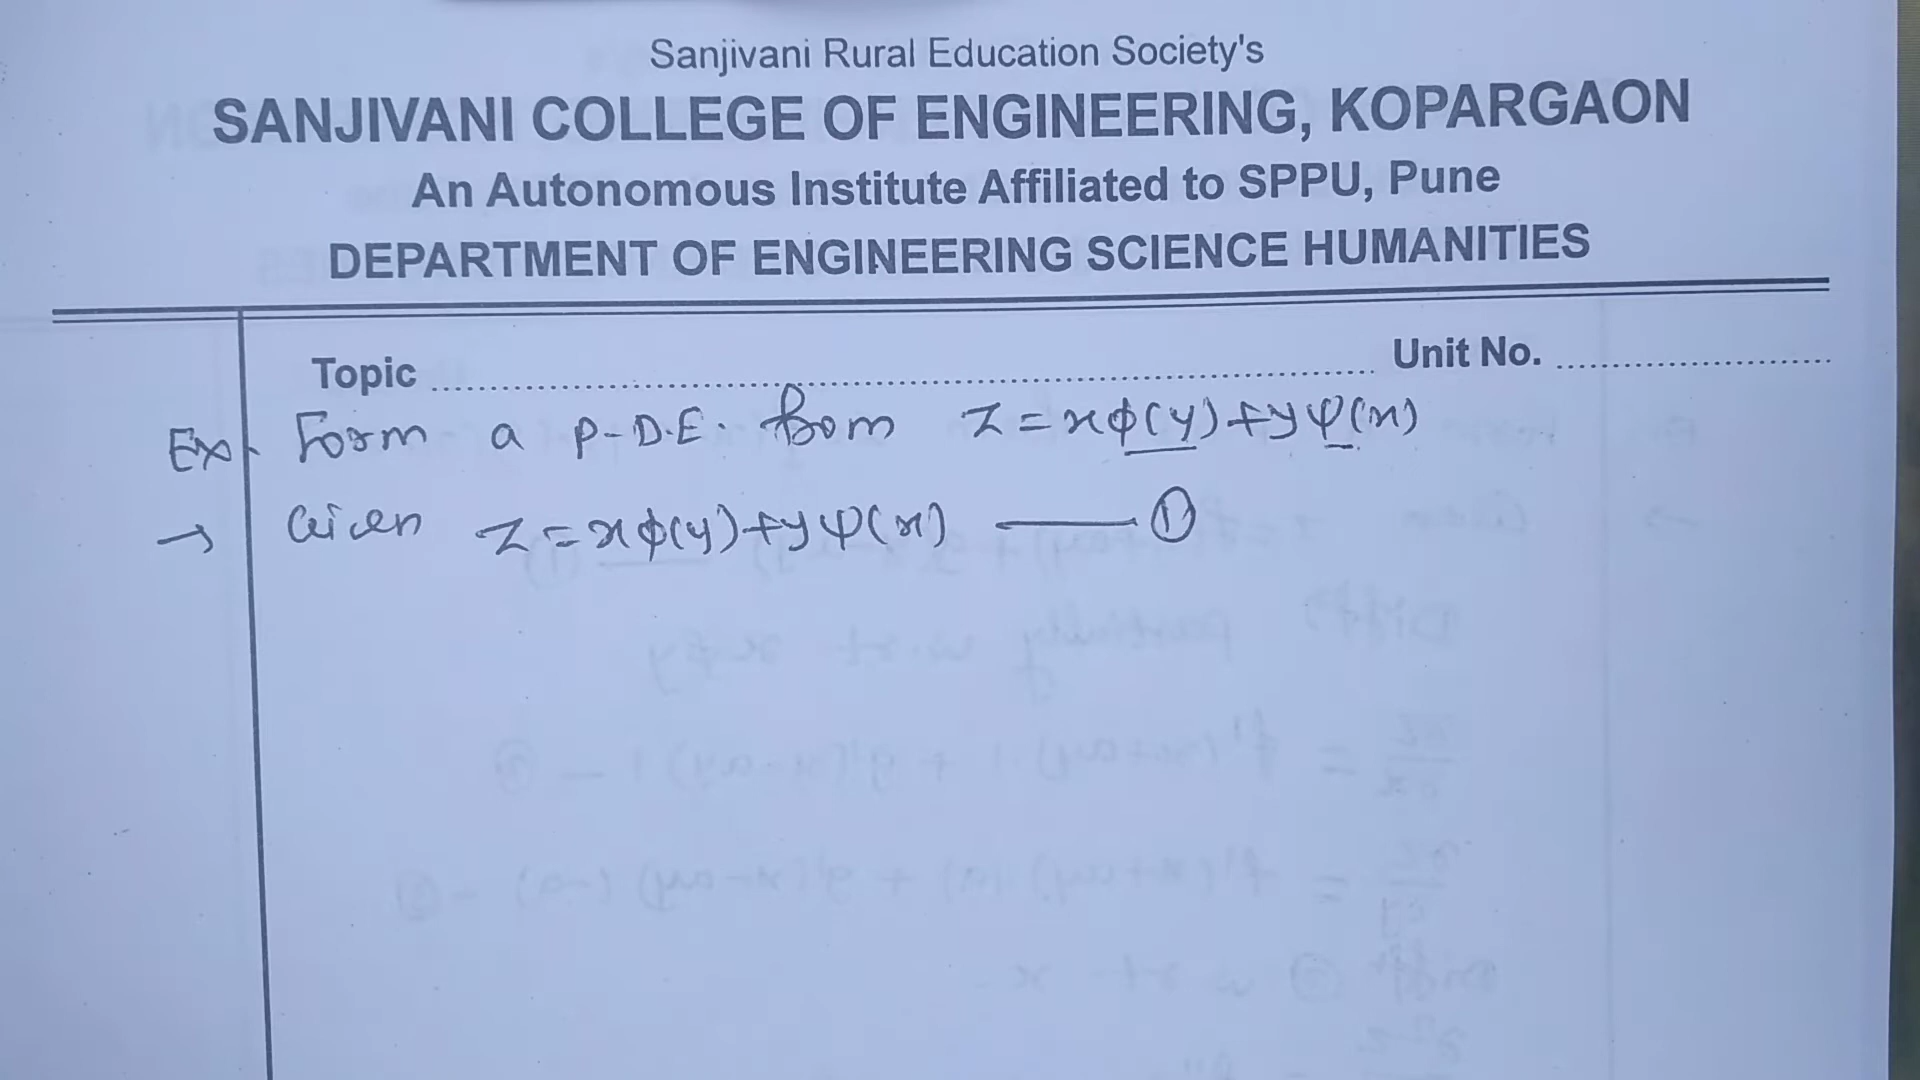 Sanjivani Rural Education Society's
SANJIVANI COLLEGE OF ENGINEERING, KOPARGAON
An Autonomous Institute Affiliated to SPPU, Pune
DEPARTMENT OF ENGINEERING SCIENCE HUMANITIES
Topic ........................................ Unit No. ....................
Ex. Form a P.D.E. from z=xϕ(y)+yψ(x)
→ Given z=xϕ(y)+yψ(x) —— ①